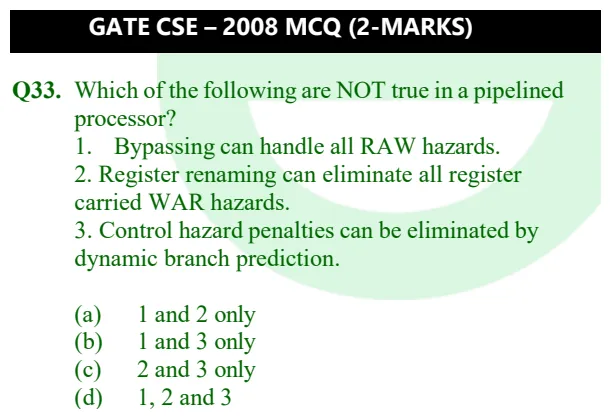 GATE CSE – 2008 MCQ (2-MARKS)
Q33. Which of the following are NOT true in a pipelined
processor?
1. Bypassing can handle all RAW hazards.
2. Register renaming can eliminate all register
carried WAR hazards.
3. Control hazard penalties can be eliminated by
dynamic branch prediction.
(a) 1 and 2 only
(b) 1 and 3 only
(c) 2 and 3 only
(d) 1, 2 and 3